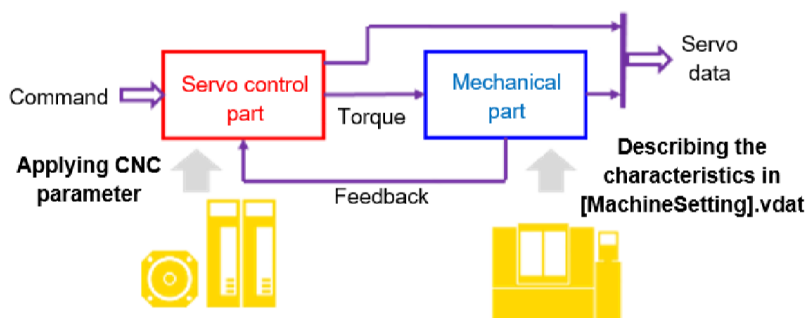 Command
Servo control
part
Torque
Mechanical
part
Servo
data
Applying CNC
parameter
Feedback
Describing the
characteristics in
[MachineSetting].vdat